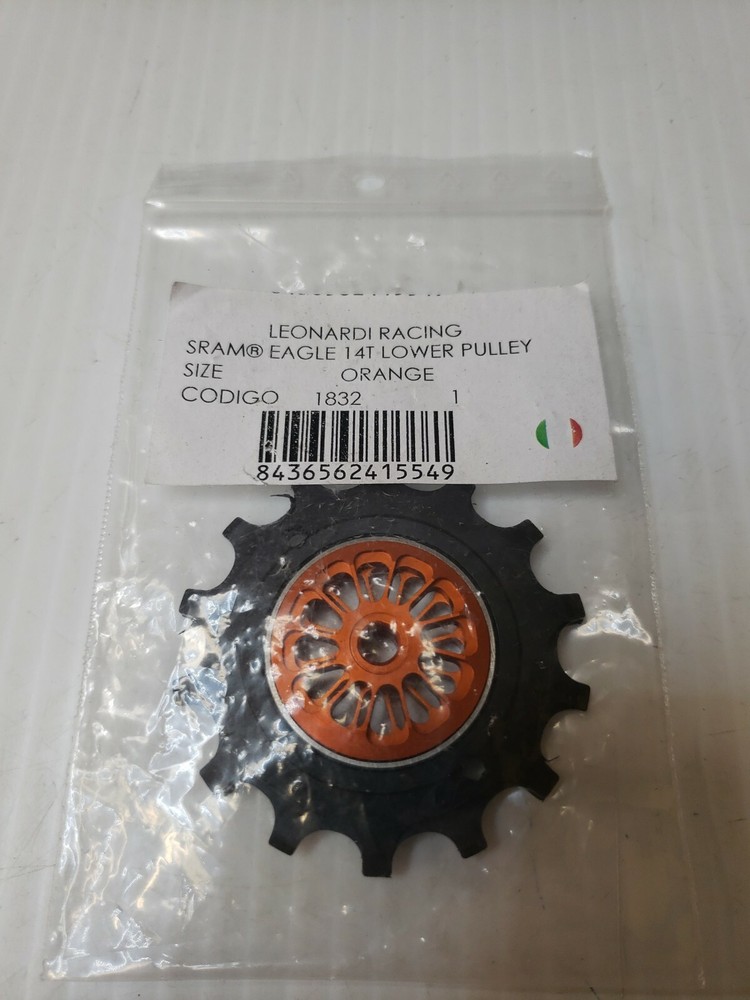 LEONARDI RACING
SRAM® EAGLE 14T LOWER PULLEY
SIZE ORANGE
CODIGO 1832 1
8436562415549